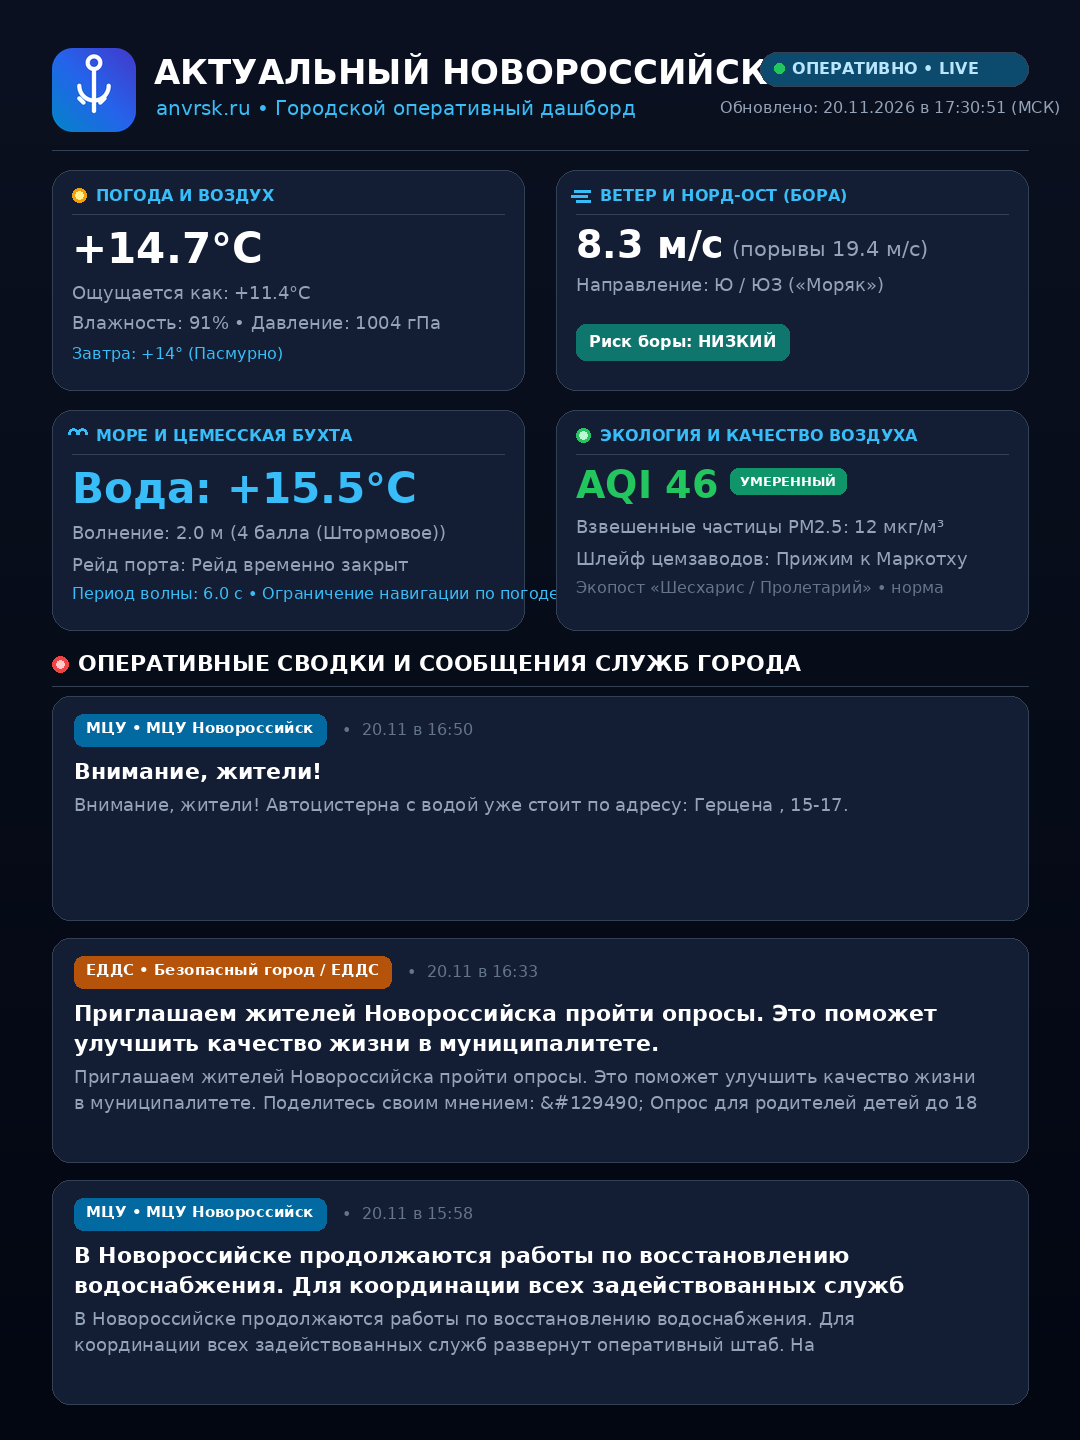 АКТУАЛЬНЫЙ НОВОРОССИЙСК
ОПЕРАТИВНО • LIVE
anvrsk.ru • Городской оперативный дашборд
Обновлено: 20.11.2026 в 17:30:51 (МСК)
ПОГОДА И ВОЗДУХ
+14.7°C
Ощущается как: +11.4°C
Влажность: 91% • Давление: 1004 гПа
Завтра: +14° (Пасмурно)
ВЕТЕР И НОРД-ОСТ (БОРА)
8.3 м/с (порывы 19.4 м/с)
Направление: Ю / ЮЗ («Моряк»)
Риск боры: НИЗКИЙ
МОРЕ И ЦЕМЕССКАЯ БУХТА
Вода: +15.5°C
Волнение: 2.0 м (4 балла (Штормовое))
Рейд порта: Рейд временно закрыт
Период волны: 6.0 с • Ограничение навигации по погоде
ЭКОЛОГИЯ И КАЧЕСТВО ВОЗДУХА
AQI 46 УМЕРЕННЫЙ
Взвешенные частицы PM2.5: 12 мкг/м³
Шлейф цемзаводов: Прижим к Маркотху
Экопост «Шесхарис / Пролетарий» • норма
ОПЕРАТИВНЫЕ СВОДКИ И СООБЩЕНИЯ СЛУЖБ ГОРОДА
МЦУ • МЦУ Новороссийск • 20.11 в 16:50
Внимание, жители!
Внимание, жители! Автоцистерна с водой уже стоит по адресу: Герцена , 15-17.
ЕДДС • Безопасный город / ЕДДС • 20.11 в 16:33
Приглашаем жителей Новороссийска пройти опросы. Это поможет
улучшить качество жизни в муниципалитете.
Приглашаем жителей Новороссийска пройти опросы. Это поможет улучшить качество жизни
в муниципалитете. Поделитесь своим мнением: &#129490; Опрос для родителей детей до 18
МЦУ • МЦУ Новороссийск • 20.11 в 15:58
В Новороссийске продолжаются работы по восстановлению
водоснабжения. Для координации всех задействованных служб
В Новороссийске продолжаются работы по восстановлению водоснабжения. Для
координации всех задействованных служб развернут оперативный штаб. На